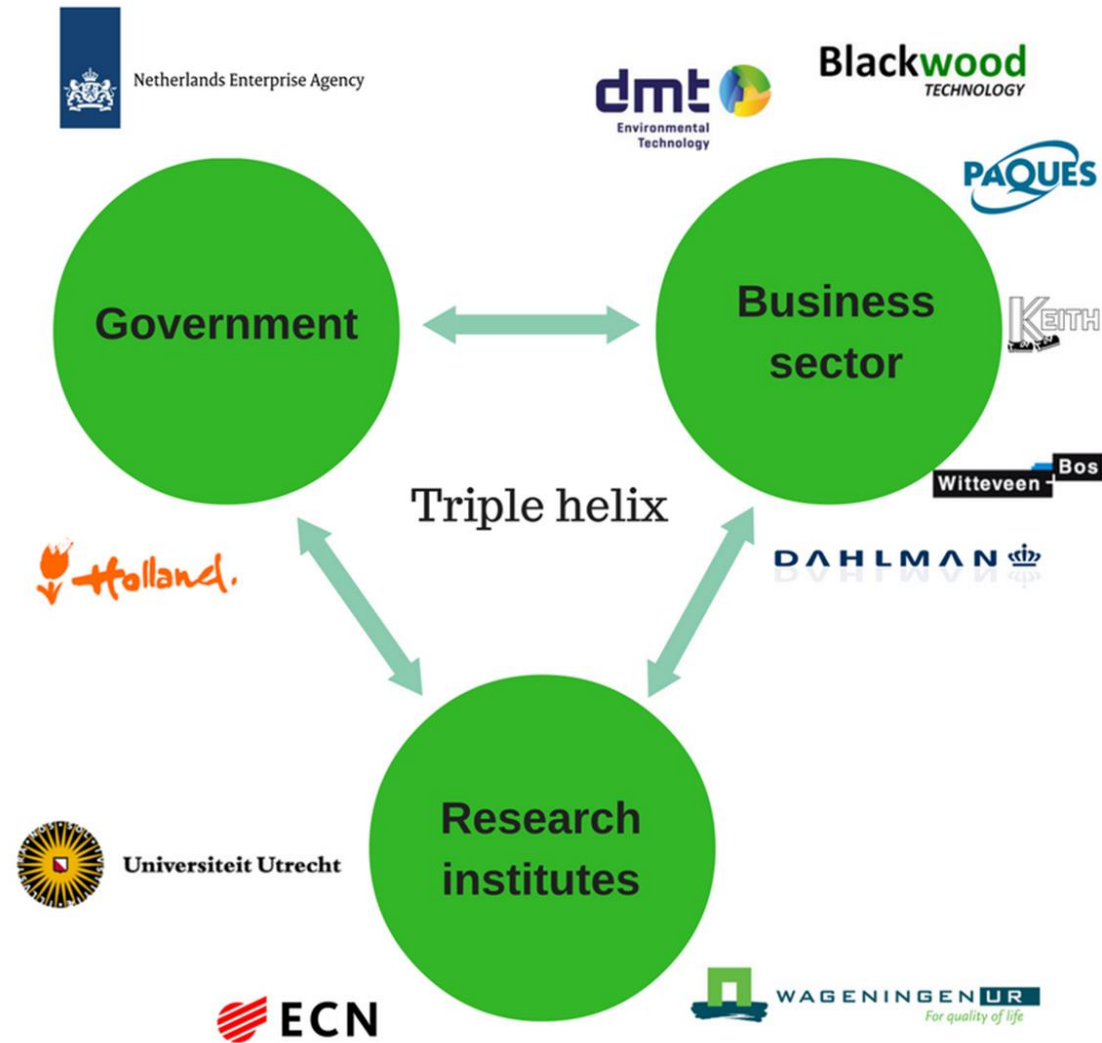 Netherlands Enterprise Agency
dmt
Environmental
Technology
Blackwood
TECHNOLOGY
PAQUES
Government
Business
sector
KEITH
Triple helix
Witteveen + Bos
Holland.
DAHLMAN
Research
institutes
Universiteit Utrecht
ECN
WAGENINGEN UR
For quality of life